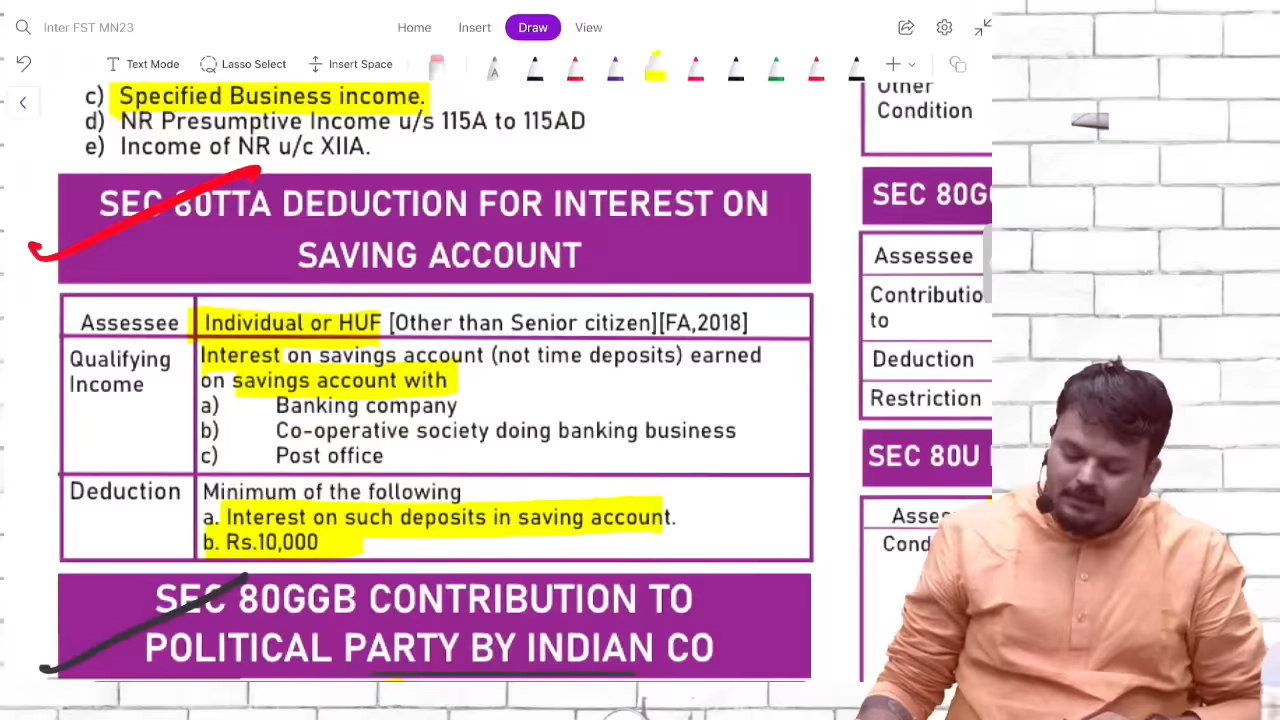 Inter FST MN23
Home
Insert
Draw
View
Text Mode
Lasso Select
Insert Space
c) Specified Business income.
d) NR Presumptive Income u/s 115A to 115AD
e) Income of NR u/c XIIA.
SEC 80TTA DEDUCTION FOR INTEREST ON
SAVING ACCOUNT
Assessee Individual or HUF [Other than Senior citizen][FA,2018]
Qualifying
Income
Interest on savings account (not time deposits) earned
on savings account with
a) Banking company
b) Co-operative society doing banking business
c) Post office
Deduction
Minimum of the following
a. Interest on such deposits in saving account.
b. Rs.10,000
SEC 80GGB CONTRIBUTION TO
POLITICAL PARTY BY INDIAN CO
Other
Condition
SEC
Assessee
to
Deduction
Restriction
SEC 80U